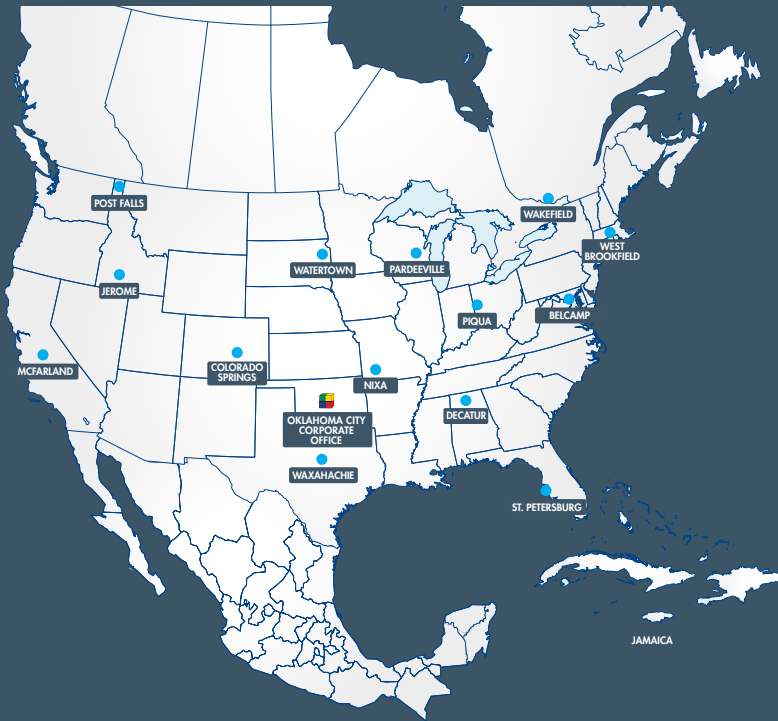 POST FALLS
WAKEFIELD
WEST
BROOKFIELD
WATERTOWN
PARDEEVILLE
JEROME
PIQUA
BELCAMP
MCFARLAND
COLORADO
SPRINGS
NIXA
DECATUR
OKLAHOMA CITY
CORPORATE
OFFICE
WAXAHACHIE
ST. PETERSBURG
JAMAICA